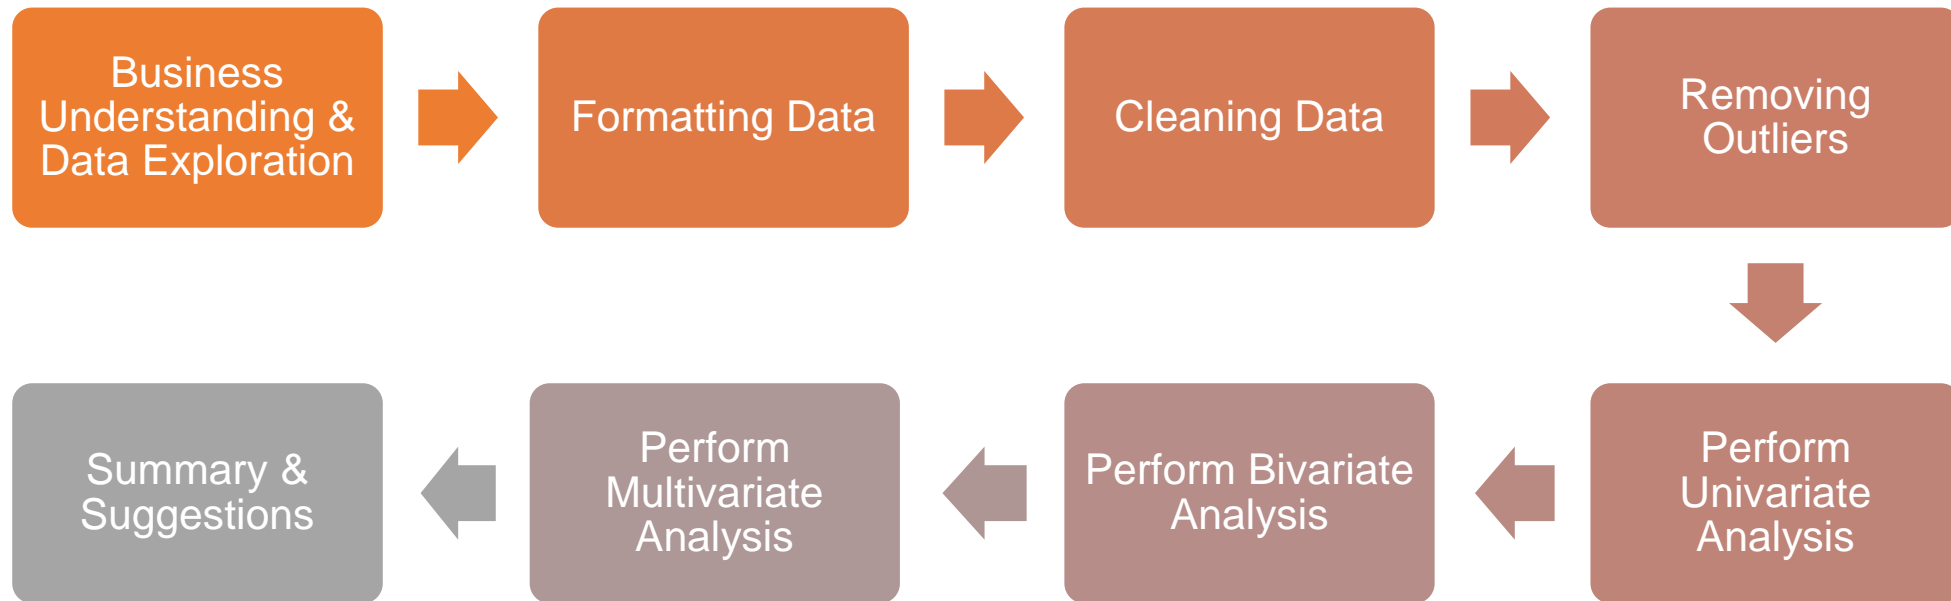 Business
Understanding &
Data Exploration
Formatting Data
Cleaning Data
Removing
Outliers
Perform
Univariate
Analysis
Perform Bivariate
Analysis
Perform
Multivariate
Analysis
Summary &
Suggestions